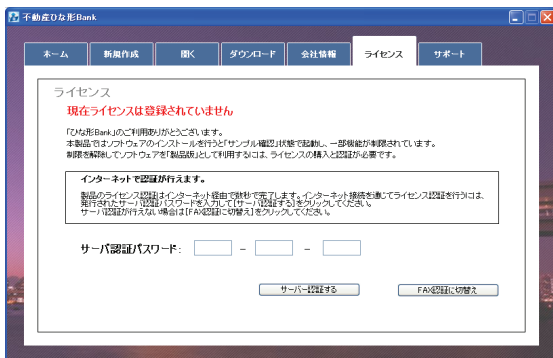 不動産ひな形Bank
ホーム 新規作成 開く ダウンロード 会社情報 ライセンス サポート
ライセンス
現在ライセンスは登録されていません
「ひな形Bank」のご利用ありがとうございます。
本製品ではソフトウェアのインストールを行うと「サンプル確認」状態で起動し、一部機能が制限されています。
制限を解除してソフトウェアを「製品版」として利用するには、ライセンスの購入と認証が必要です。
インターネットで認証が行えます。
製品のライセンス認証はインターネット経由で数秒で完了します。インターネット接続を通じてライセンス認証を行うには、
発行されたサーバ認証パスワードを入力して[サーバ認証する]をクリックしてください。
サーバ認証が行えない場合は[FAX認証に切替え]をクリックしてください。
サーバ認証パスワード: － －
サーバー認証する FAX認証に切替え